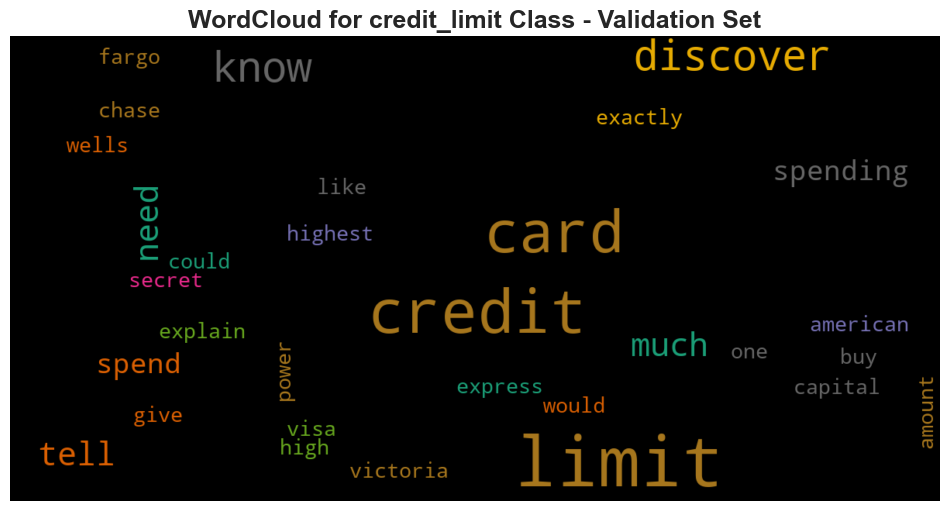 WordCloud for credit_limit Class - Validation Set
fargo
know
discover
chase
exactly
wells
spending
like
need
highest
card
could
secret
credit
american
explain
much
one
buy
spend
power
express
capital
would
amount
give
visa
high
tell
limit
victoria